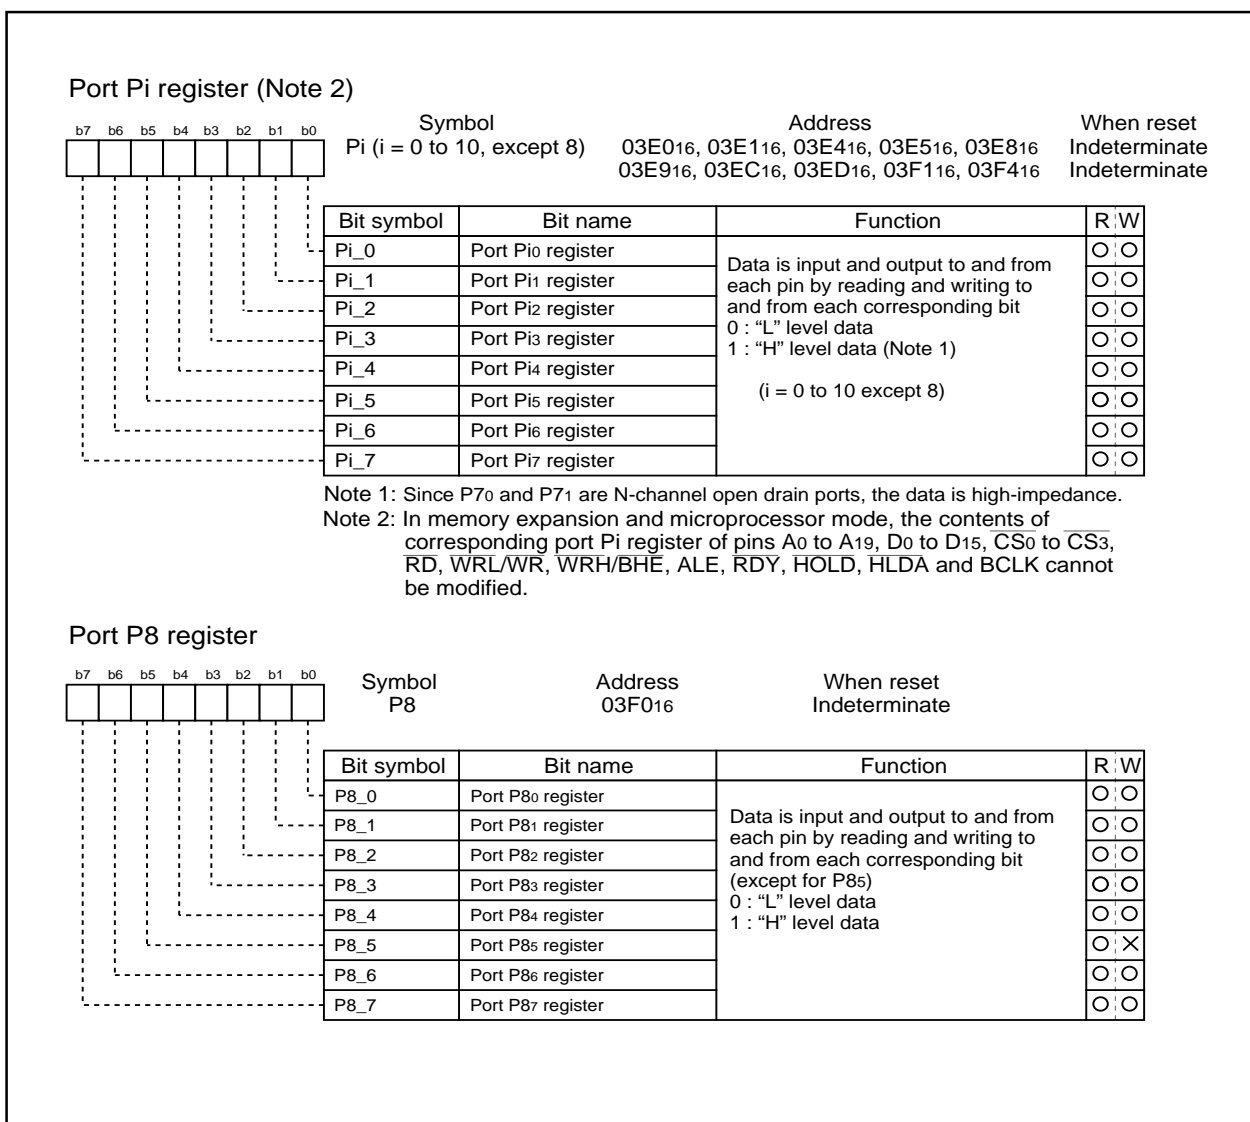 Port Pi register (Note 2)
b7 b6 b5 b4 b3 b2 b1 b0
Symbol Address When reset
Pi (i = 0 to 10, except 8) 03E016, 03E116, 03E416, 03E516, 03E816 Indeterminate
03E916, 03EC16, 03ED16, 03F116, 03F416 Indeterminate
Bit symbol Bit name Function R W
Pi_0 Port Pi0 register
Data is input and output to and from
Pi_1 Port Pi1 register each pin by reading and writing to
Pi_2 Port Pi2 register and from each corresponding bit
0 : “L” level data
Pi_3 Port Pi3 register 1 : “H” level data (Note 1)
Pi_4 Port Pi4 register
(i = 0 to 10 except 8)
Pi_5 Port Pi5 register
Pi_6 Port Pi6 register
Pi_7 Port Pi7 register
Note 1: Since P70 and P71 are N-channel open drain ports, the data is high-impedance.
Note 2: In memory expansion and microprocessor mode, the contents of
corresponding port Pi register of pins A0 to A19, D0 to D15, CS0 to CS3,
RD, WRL/WR, WRH/BHE, ALE, RDY, HOLD, HLDA and BCLK cannot
be modified.
Port P8 register
b7 b6 b5 b4 b3 b2 b1 b0
Symbol Address When reset
P8 03F016 Indeterminate
Bit symbol Bit name Function R W
P8_0 Port P80 register
Data is input and output to and from
P8_1 Port P81 register each pin by reading and writing to
P8_2 Port P82 register and from each corresponding bit
P8_3 Port P83 register (except for P85)
0 : “L” level data
P8_4 Port P84 register 1 : “H” level data
P8_5 Port P85 register
P8_6 Port P86 register
P8_7 Port P87 register